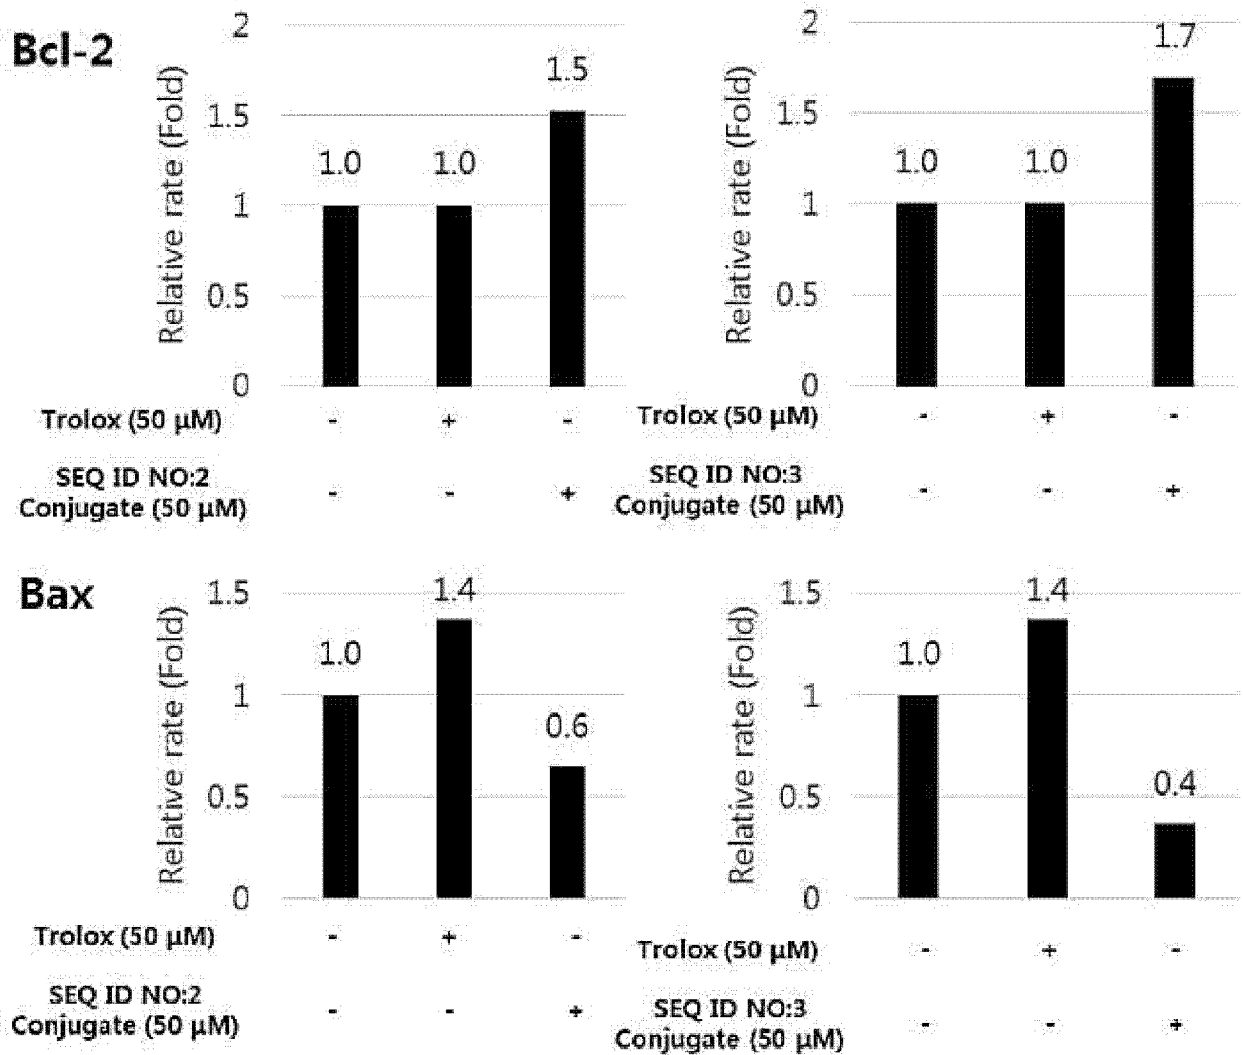 Bcl-2
Relative rate (Fold)
2
1.5
1
0.5
0
1.0
1.0
1.5
Trolox (50 μM)
- + -
SEQ ID NO:2
Conjugate (50 μM)
- - +
Relative rate (Fold)
2
1.5
1
0.5
0
1.0
1.0
1.7
Trolox (50 μM)
- + -
SEQ ID NO:3
Conjugate (50 μM)
- - +
Bax
Relative rate (Fold)
1.5
1
0.5
0
1.0
1.4
0.6
Trolox (50 μM)
- + -
SEQ ID NO:2
Conjugate (50 μM)
- - +
Relative rate (Fold)
1.5
1
0.5
0
1.0
1.4
0.4
Trolox (50 μM)
- + -
SEQ ID NO:3
Conjugate (50 μM)
- - +